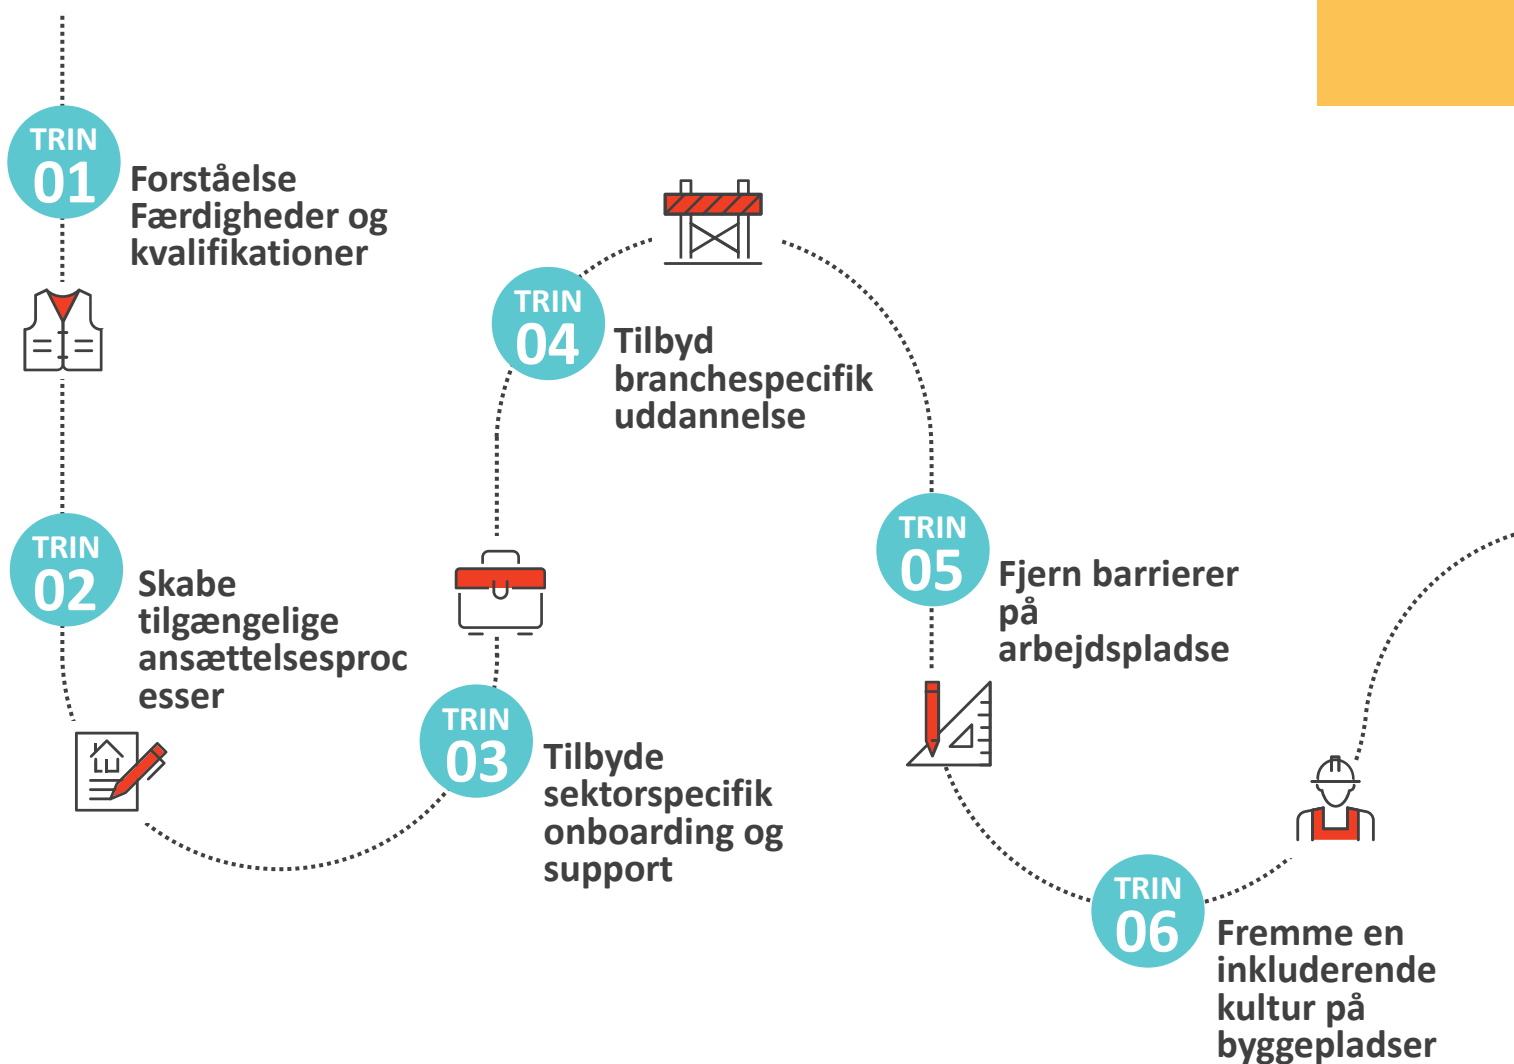 TRIN
01
Forståelse
Færdigheder og
kvalifikationer
TRIN
02
Skabe
tilgængelige
ansættelsesproc
esser
TRIN
03
Tilbyde
sektorspecifik
onboarding og
support
TRIN
04
Tilbyd
branchespecifik
uddannelse
TRIN
05
Fjern barrierer
på
arbejdspladse
TRIN
06
Fremme en
inkluderende
kultur på
byggepladser